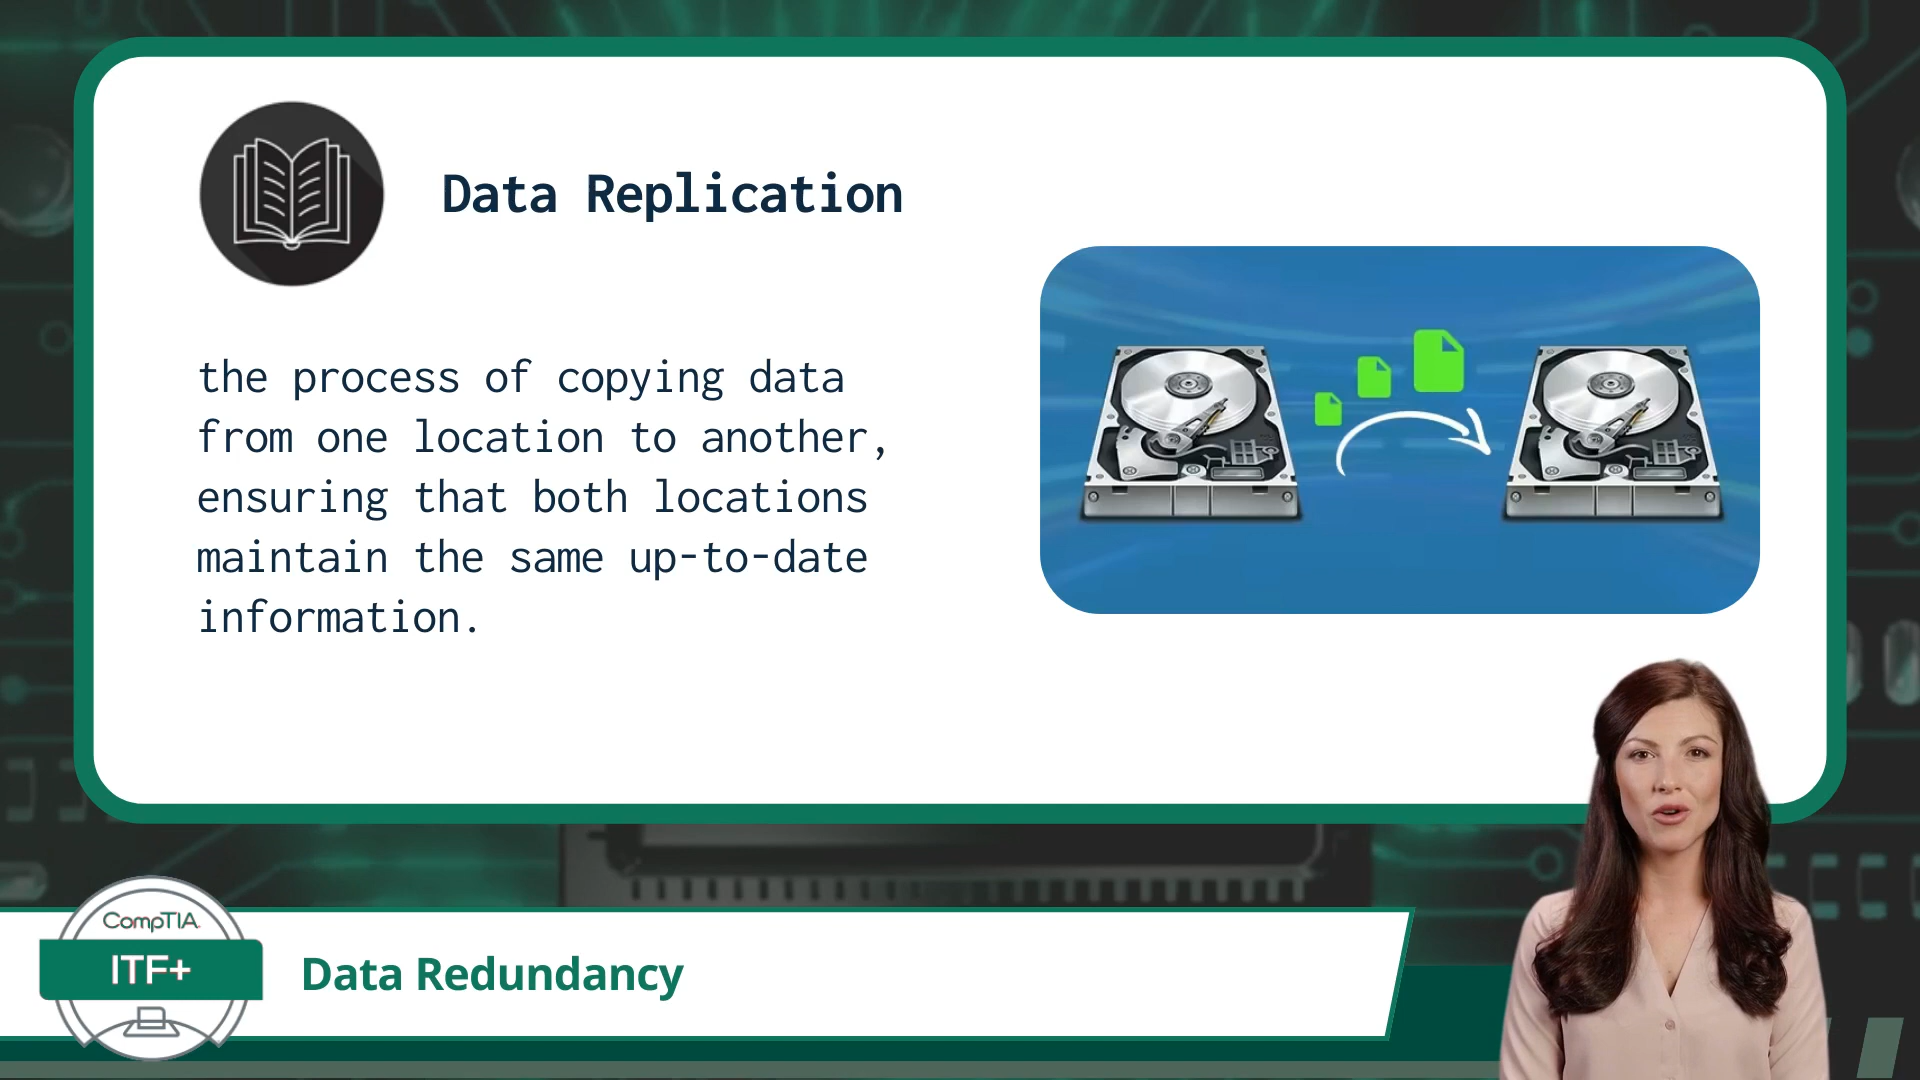 Data Replication
the process of copying data
from one location to another,
ensuring that both locations
maintain the same up-to-date
information.
CompTIA.
ITF+
Data Redundancy